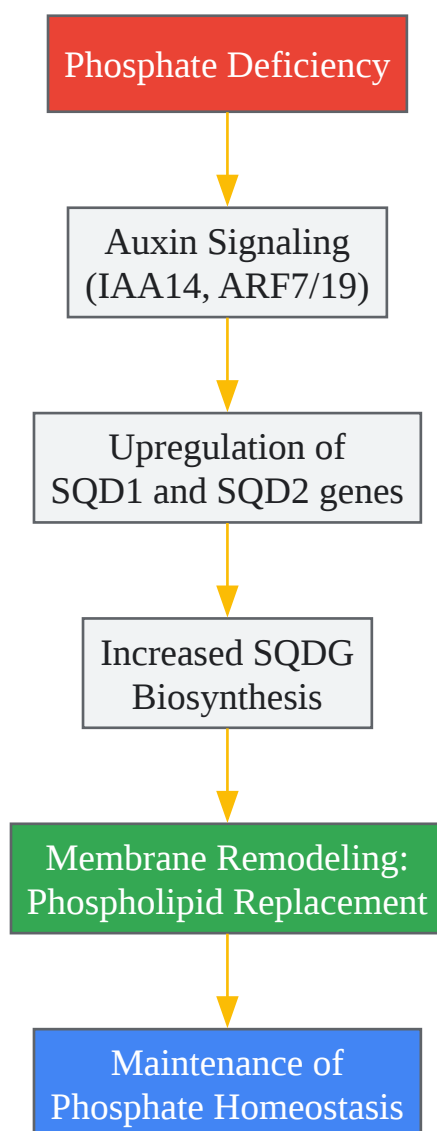 Phosphate Deficiency
Auxin Signaling
(IAA14, ARF7/19)
Upregulation of
SQD1 and SQD2 genes
Increased SQDG
Biosynthesis
Membrane Remodeling:
Phospholipid Replacement
Maintenance of
Phosphate Homeostasis